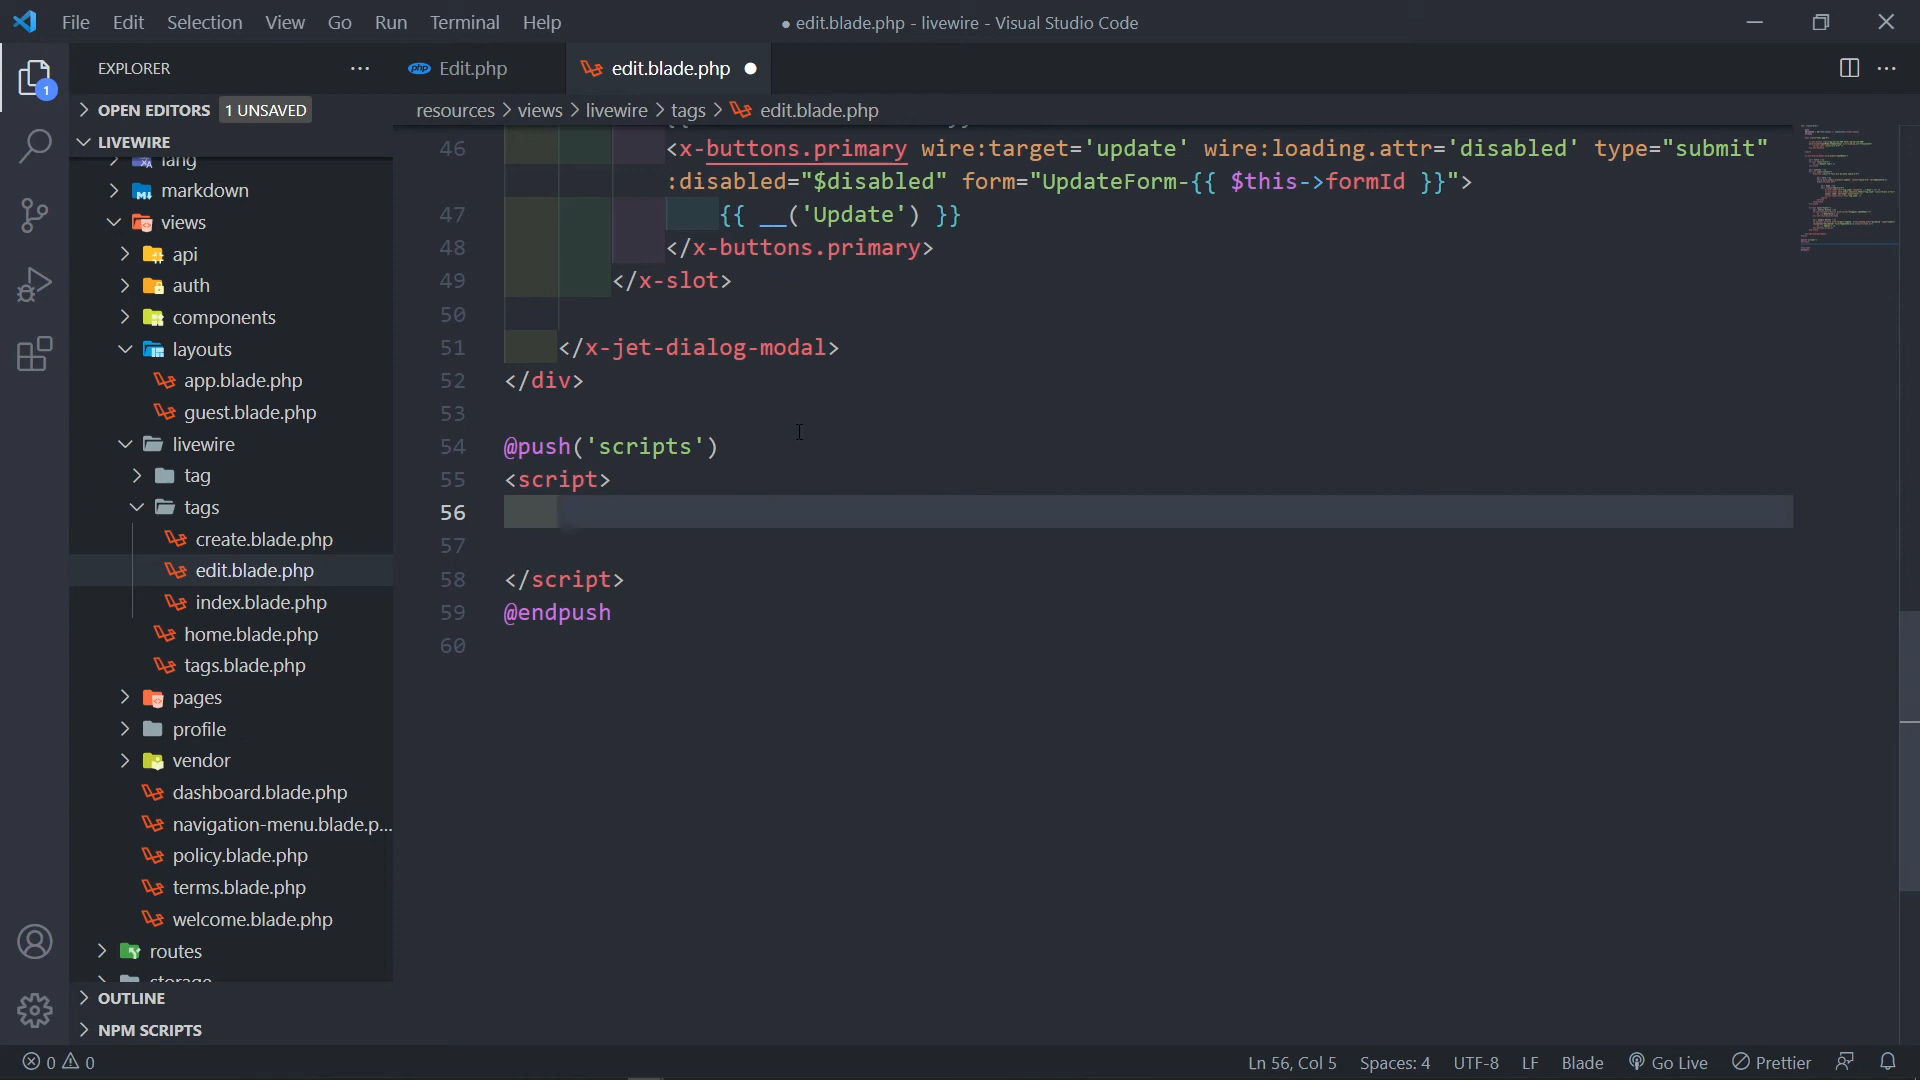 File Edit Selection View Go Run Terminal Help
● edit.blade.php - livewire - Visual Studio Code
EXPLORER
Edit.php
edit.blade.php
OPEN EDITORS 1 UNSAVED
resources > views > livewire > tags > edit.blade.php
LIVEWIRE
lang
markdown
views
api
auth
components
layouts
app.blade.php
guest.blade.php
livewire
tag
tags
create.blade.php
edit.blade.php
index.blade.php
home.blade.php
tags.blade.php
pages
profile
vendor
dashboard.blade.php
navigation-menu.blade.p...
policy.blade.php
terms.blade.php
welcome.blade.php
routes
storage
OUTLINE
NPM SCRIPTS
46 <x-buttons.primary wire:target='update' wire:loading.attr='disabled' type="submit"
:disabled="$disabled" form="UpdateForm-{{ $this->formId }}">
47 {{ __('Update') }}
48 </x-buttons.primary>
49 </x-slot>
50
51 </x-jet-dialog-modal>
52 </div>
53
54 @push('scripts')
55 <script>
56
57
58 </script>
59 @endpush
60
1
0 0
Ln 56, Col 5 Spaces: 4 UTF-8 LF Blade Go Live Prettier